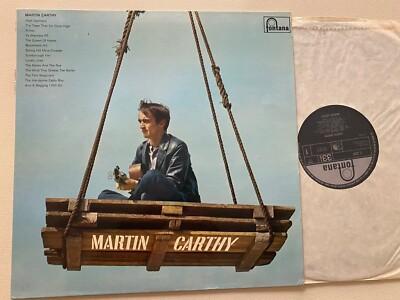 MARTIN CARTHY
High Germany
The Trees They Do Grow High
Sovay
Ye Mariners All
The Queen Of Hearts
Broomfield Hill
Springhill Mine Disaster
Scarborough Fair
Lovely Joan
The Barley And The Rye
The Wind That Shakes The Barley
The Two Magicians
The Handsome Cabin Boy
And A Begging I Will Go
fontana
MARTIN CARTHY
33⅓
fontana